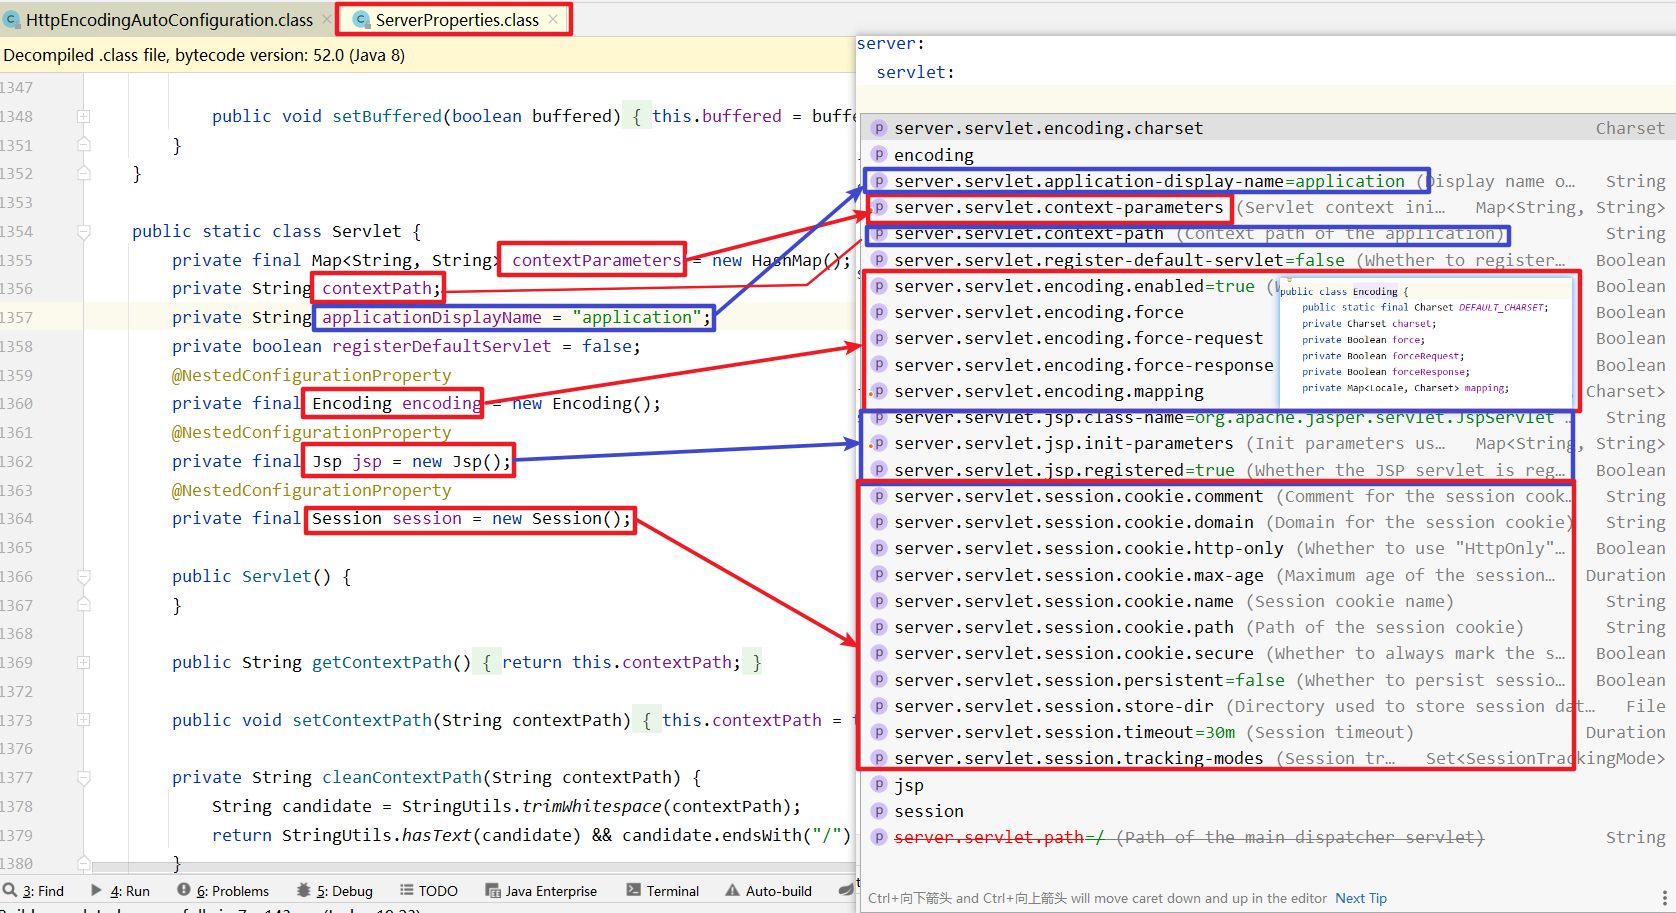 HttpEncodingAutoConfiguration.class
ServerProperties.class
Decompiled .class file, bytecode version: 52.0 (Java 8)
1347
1348 public void setBuffered(boolean buffered) { this.buffered = buffe
1351 }
1352 }
1353
1354 public static class Servlet {
1355 private final Map<String, String> contextParameters = new HashMap();
1356 private String contextPath;
1357 private String applicationDisplayName = "application";
1358 private boolean registerDefaultServlet = false;
1359 @NestedConfigurationProperty
1360 private final Encoding encoding = new Encoding();
1361 @NestedConfigurationProperty
1362 private final Jsp jsp = new Jsp();
1363 @NestedConfigurationProperty
1364 private final Session session = new Session();
1365
1366 public Servlet() {
1367 }
1368
1369 public String getContextPath() { return this.contextPath; }
1372
1373 public void setContextPath(String contextPath) { this.contextPath =
1376
1377 private String cleanContextPath(String contextPath) {
1378 String candidate = StringUtils.trimWhitespace(contextPath);
1379 return StringUtils.hasText(candidate) && candidate.endsWith("/")
1380 }
server:
servlet:
server.servlet.encoding.charset Charset
encoding
server.servlet.application-display-name=application (Display name o… String
server.servlet.context-parameters (Servlet context ini… Map<String, String>
server.servlet.context-path (Context path of the application) String
server.servlet.register-default-servlet=false (Whether to register… Boolean
server.servlet.encoding.enabled=true Boolean
server.servlet.encoding.force Boolean
server.servlet.encoding.force-request Boolean
server.servlet.encoding.force-response Boolean
server.servlet.encoding.mapping Charset>
public class Encoding {
public static final Charset DEFAULT_CHARSET;
private Charset charset;
private Boolean force;
private Boolean forceRequest;
private Boolean forceResponse;
private Map<Locale, Charset> mapping;
server.servlet.jsp.class-name=org.apache.jasper.servlet.JspServlet … String
server.servlet.jsp.init-parameters (Init parameters us… Map<String, String>
server.servlet.jsp.registered=true (Whether the JSP servlet is reg… Boolean
server.servlet.session.cookie.comment (Comment for the session cook… String
server.servlet.session.cookie.domain (Domain for the session cookie) String
server.servlet.session.cookie.http-only (Whether to use "HttpOnly"… Boolean
server.servlet.session.cookie.max-age (Maximum age of the session… Duration
server.servlet.session.cookie.name (Session cookie name) String
server.servlet.session.cookie.path (Path of the session cookie) String
server.servlet.session.cookie.secure (Whether to always mark the s… Boolean
server.servlet.session.persistent=false (Whether to persist sessio… Boolean
server.servlet.session.store-dir (Directory used to store session dat… File
server.servlet.session.timeout=30m (Session timeout) Duration
server.servlet.session.tracking-modes (Session tr… Set<SessionTrackingMode>
jsp
session
server.servlet.path=/ (Path of the main dispatcher servlet) String
Ctrl+向下箭头 and Ctrl+向上箭头 will move caret down and up in the editor Next Tip
3: Find 4: Run 6: Problems 5: Debug TODO Java Enterprise Terminal Auto-build